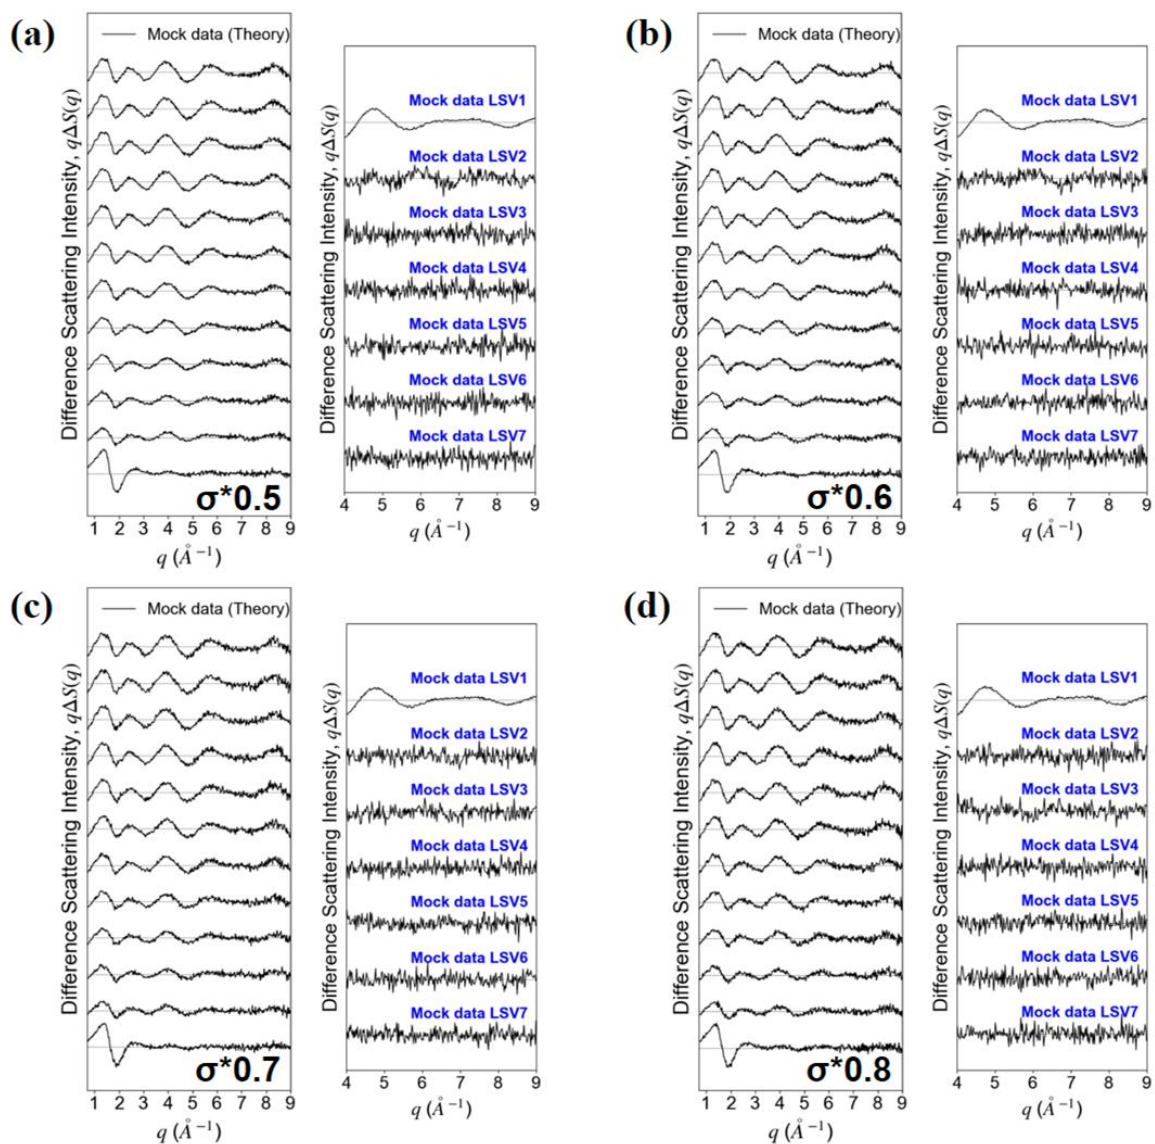 (a)
Mock data (Theory)
Difference Scattering Intensity, qΔS(q)
σ*0.5
1 2 3 4 5 6 7 8 9
q (Å⁻¹)
Difference Scattering Intensity, qΔS(q)
Mock data LSV1
Mock data LSV2
Mock data LSV3
Mock data LSV4
Mock data LSV5
Mock data LSV6
Mock data LSV7
4 5 6 7 8 9
q (Å⁻¹)
(b)
Mock data (Theory)
Difference Scattering Intensity, qΔS(q)
σ*0.6
1 2 3 4 5 6 7 8 9
q (Å⁻¹)
Difference Scattering Intensity, qΔS(q)
Mock data LSV1
Mock data LSV2
Mock data LSV3
Mock data LSV4
Mock data LSV5
Mock data LSV6
Mock data LSV7
4 5 6 7 8 9
q (Å⁻¹)
(c)
Mock data (Theory)
Difference Scattering Intensity, qΔS(q)
σ*0.7
1 2 3 4 5 6 7 8 9
q (Å⁻¹)
Difference Scattering Intensity, qΔS(q)
Mock data LSV1
Mock data LSV2
Mock data LSV3
Mock data LSV4
Mock data LSV5
Mock data LSV6
Mock data LSV7
4 5 6 7 8 9
q (Å⁻¹)
(d)
Mock data (Theory)
Difference Scattering Intensity, qΔS(q)
σ*0.8
1 2 3 4 5 6 7 8 9
q (Å⁻¹)
Difference Scattering Intensity, qΔS(q)
Mock data LSV1
Mock data LSV2
Mock data LSV3
Mock data LSV4
Mock data LSV5
Mock data LSV6
Mock data LSV7
4 5 6 7 8 9
q (Å⁻¹)